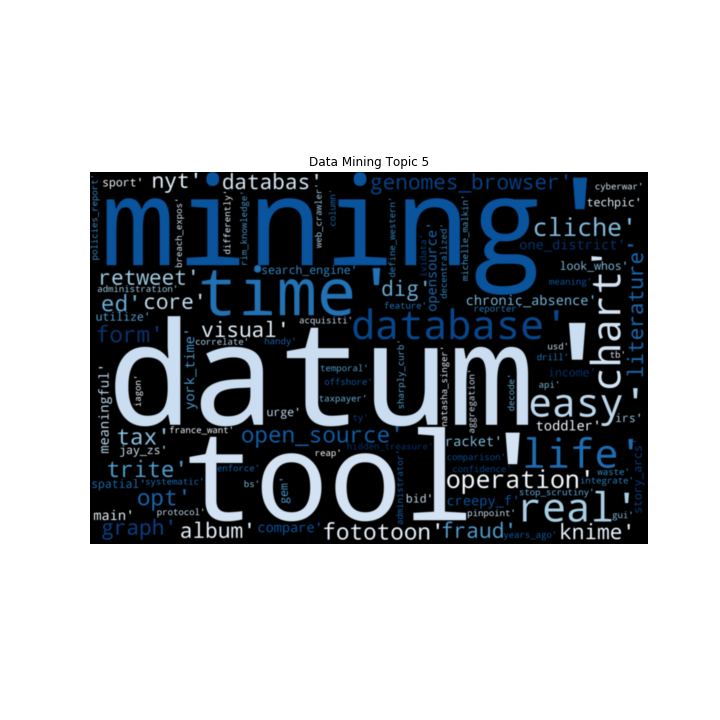 Data Mining Topic 5
sport'
nyt'
databas'
genomes_browser'
cyberwar'
techpic'
policies_report'
mining'
breach_expos'
differently'
rim_knowledge'
web_crawler'
column'
define_western'
michelle_malkin'
cliche'
one_district'
retweet'
search_engine'
look_whos'
administration'
time'
dig'
opensource'
decentralized'
meaning'
ed'
core'
feature'
chronic_absence'
reporter'
literature'
utilize'
acquisiti'
chart'
form'
visual'
database'
york_time'
correlate'
handy'
usd'
drill'
tb'
datum'
temporal'
offshore'
sharply_curb'
natasha_singer'
aggregation'
decode'
income'
api'
iagon'
taxpayer'
easy'
meaningful'
urge'
ty'
irs'
toddler'
tax'
france_want'
open_source'
hidden_treasure'
racket'
life'
jay_zs'
reap'
comparison'
trite'
enforce'
tool'
confidence'
waste'
story_arcs'
spatial'
systematic'
bs'
gem'
administrator'
operation'
integrate'
opt'
bid'
creepy_f'
stop_scrutiny'
real'
main'
protocol'
pinpoint'
gui'
graph'
album'
compare'
fototoon'
fraud'
years_ago'
knime'